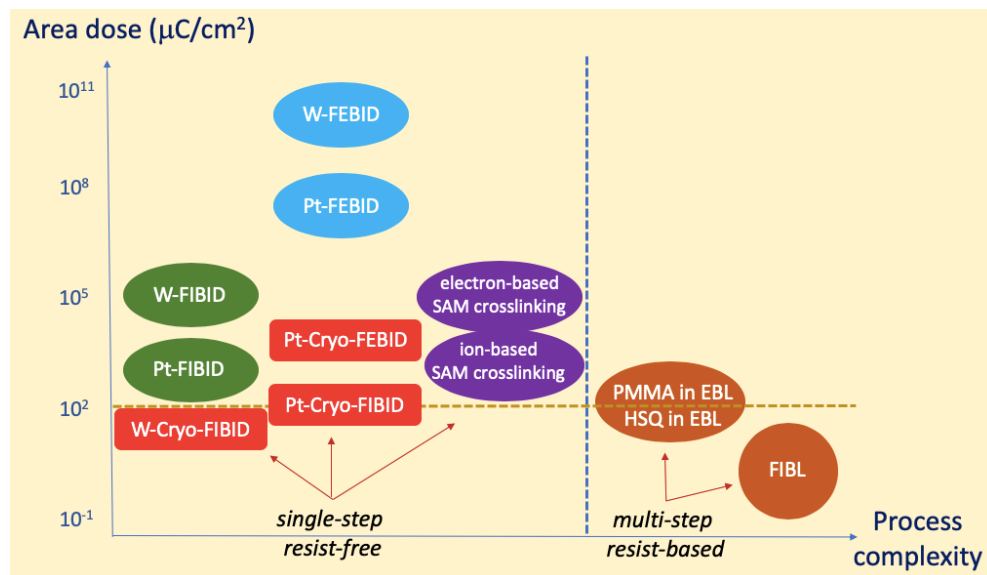 Area dose (μC/cm²)
10¹¹
W-FEBID
10⁸
Pt-FEBID
10⁵
W-FIBID
electron-based
SAM crosslinking
Pt-Cryo-FEBID
ion-based
SAM crosslinking
Pt-FIBID
10²
Pt-Cryo-FIBID
W-Cryo-FIBID
PMMA in EBL
HSQ in EBL
FIBL
10⁻¹
single-step
resist-free
multi-step
resist-based
Process
complexity